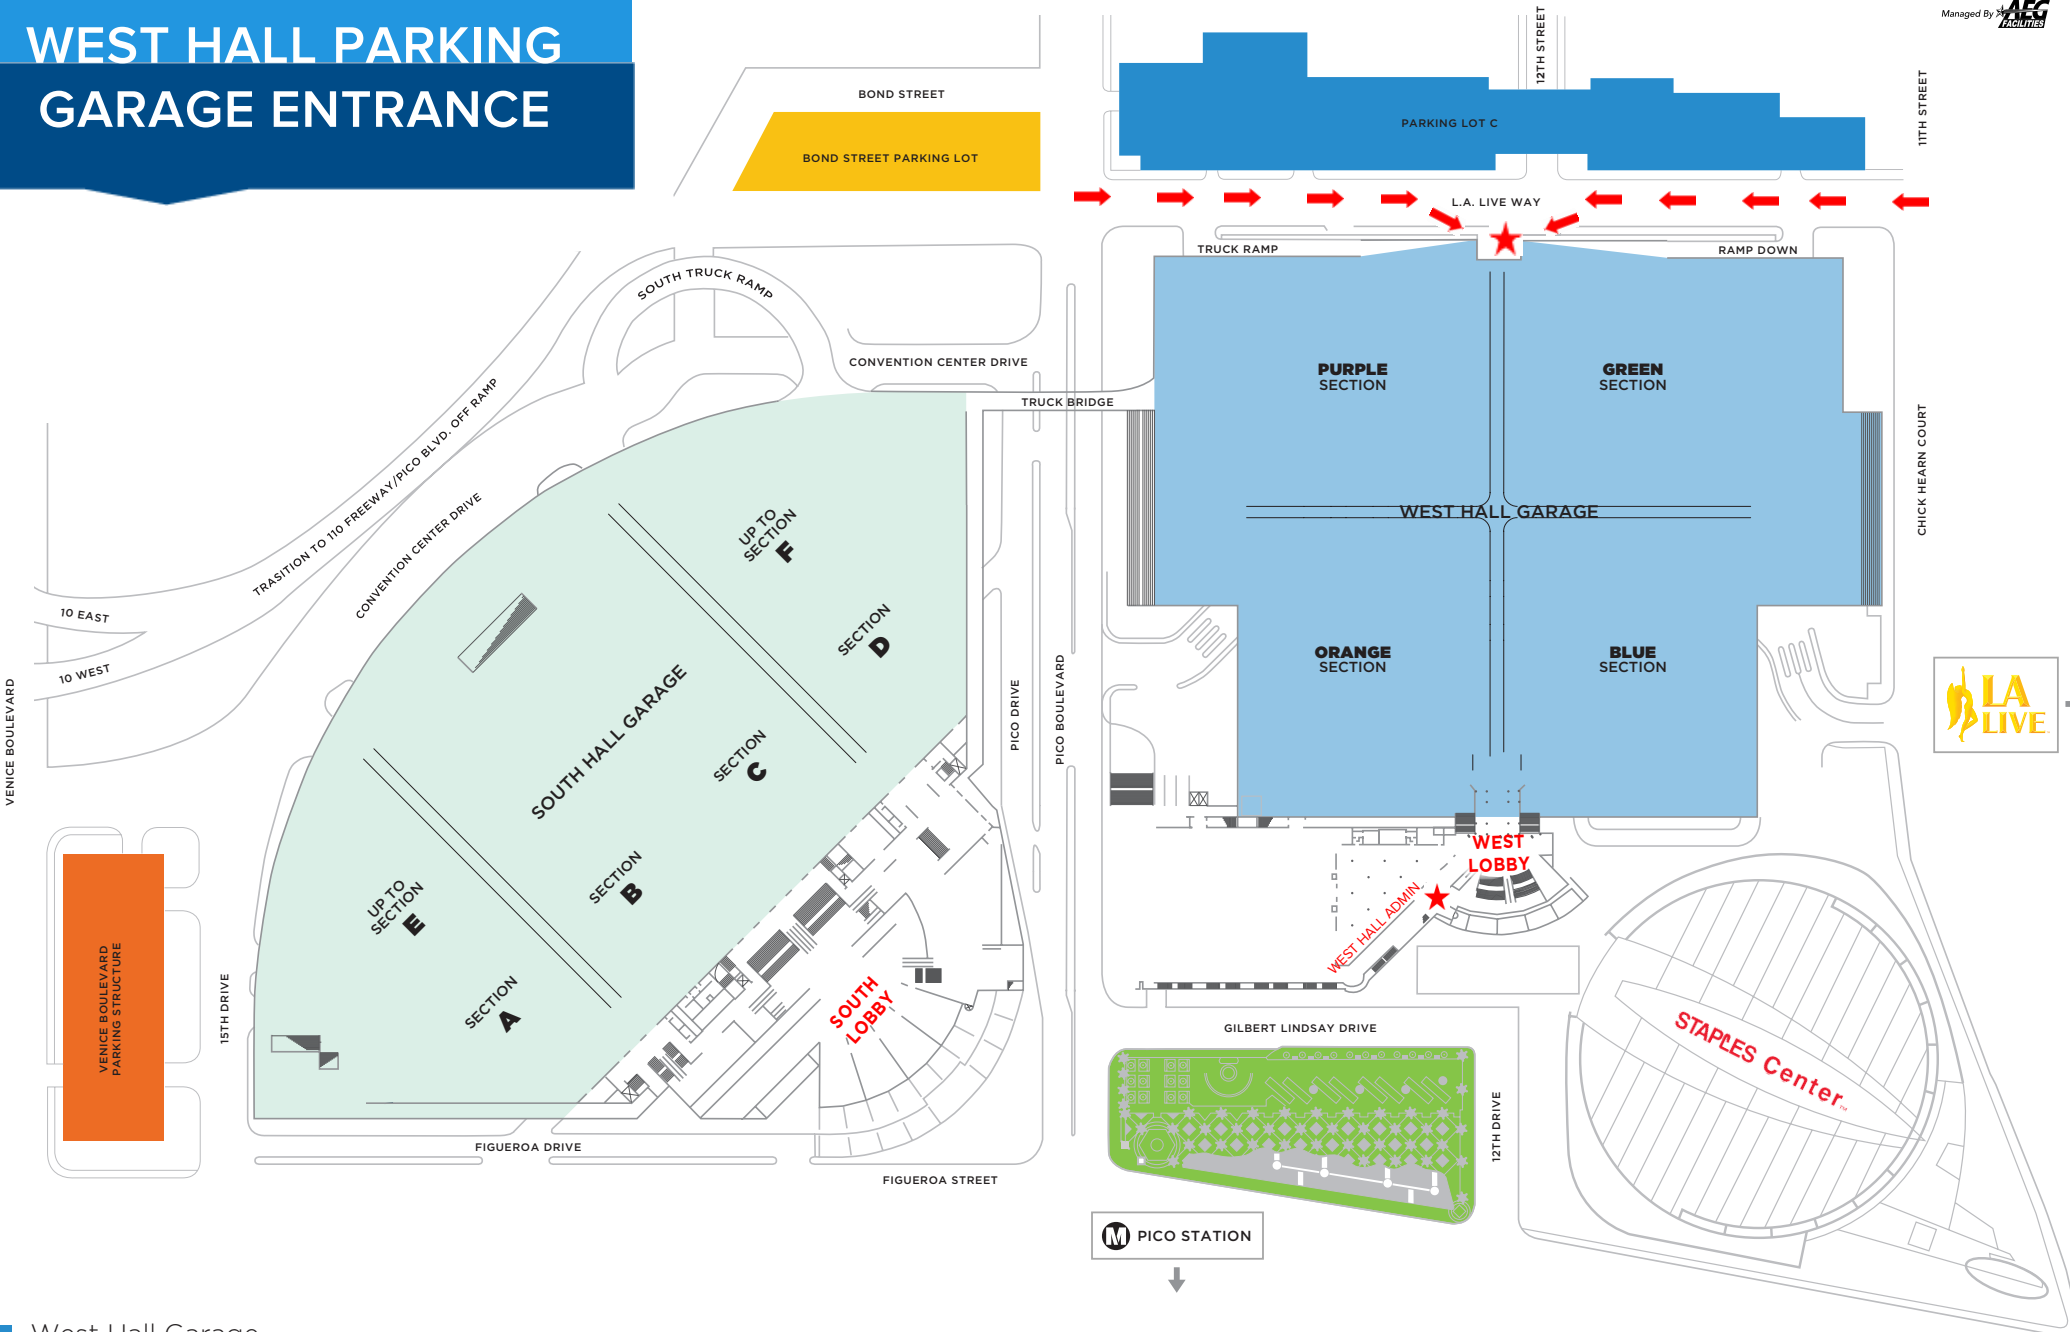 WEST HALL PARKING
GARAGE ENTRANCE
Managed By AEG
FACILITIES
BOND STREET
BOND STREET PARKING LOT
12TH STREET
PARKING LOT C
11TH STREET
L.A. LIVE WAY
TRUCK RAMP
RAMP DOWN
SOUTH TRUCK RAMP
CONVENTION CENTER DRIVE
TRUCK BRIDGE
TRASITION TO 110 FREEWAY/PICO BLVD. OFF RAMP
CONVENTION CENTER DRIVE
10 EAST
10 WEST
VENICE BOULEVARD
PURPLE
SECTION
GREEN
SECTION
WEST HALL GARAGE
ORANGE
SECTION
BLUE
SECTION
CHICK HEARN COURT
LA
LIVE
UP TO
SECTION
F
SECTION
D
SOUTH HALL GARAGE
SECTION
C
SECTION
B
UP TO
SECTION
E
SECTION
A
PICO DRIVE
PICO BOULEVARD
WEST
LOBBY
WEST HALL ADMIN
SOUTH
LOBBY
VENICE BOULEVARD
PARKING STRUCTURE
15TH DRIVE
GILBERT LINDSAY DRIVE
STAPLES Center™
12TH DRIVE
FIGUEROA DRIVE
FIGUEROA STREET
M PICO STATION
West Hall Garage